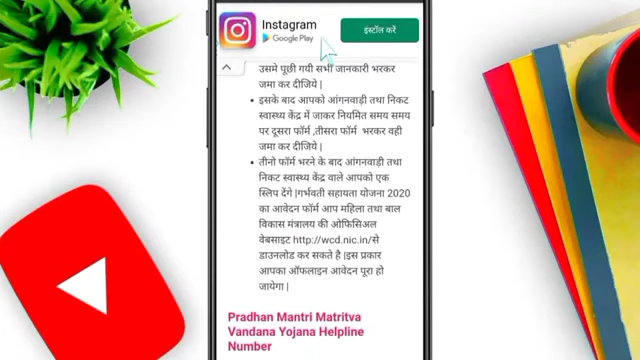 Instagram
Google Play
इंस्टॉल करें
उसमे पूछी गयी सभी जानकारी भरकर
जमा कर दीजिये |
इसके बाद आपको आंगनवाड़ी तथा निकट
स्वास्थ्य केंद्र में जाकर नियमित समय समय
पर दूसरा फॉर्म ,तीसरा फॉर्म भरकर वही
जमा कर दीजिये |
तीनो फॉर्म भरने के बाद आंगनवाड़ी तथा
निकट स्वास्थ्य केंद्र वाले आपको एक
स्लिप देंगे |गर्भवती सहायता योजना 2020
का आवेदन फॉर्म आप महिला तथा बाल
विकास मंत्रालय की ओफिसिअल
वेबसाइट http://wcd.nic.in/से
डाउनलोड कर सकते है |इस प्रकार
आपका ऑफलाइन आवेदन पूरा हो
जायेगा |
Pradhan Mantri Matritva
Vandana Yojana Helpline
Number